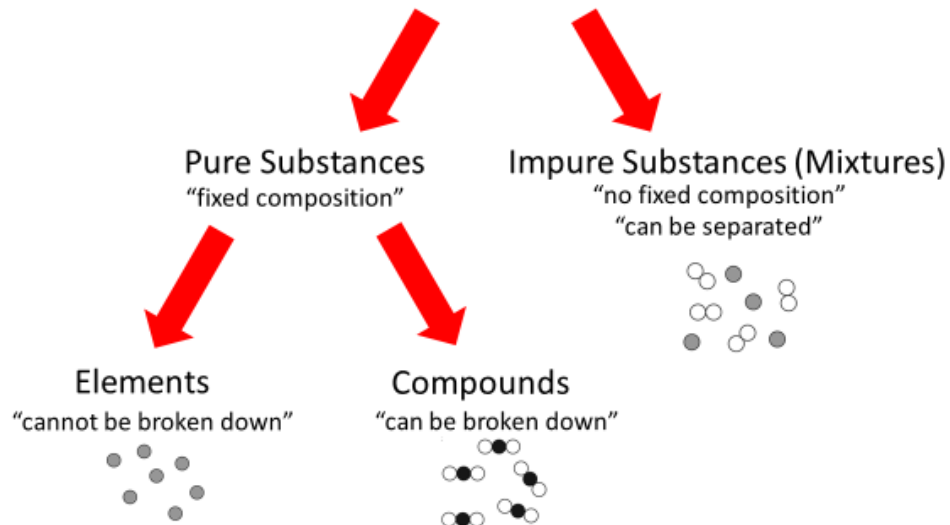 Pure Substances
“fixed composition”
Impure Substances (Mixtures)
“no fixed composition”
“can be separated”
Elements
“cannot be broken down”
Compounds
“can be broken down”